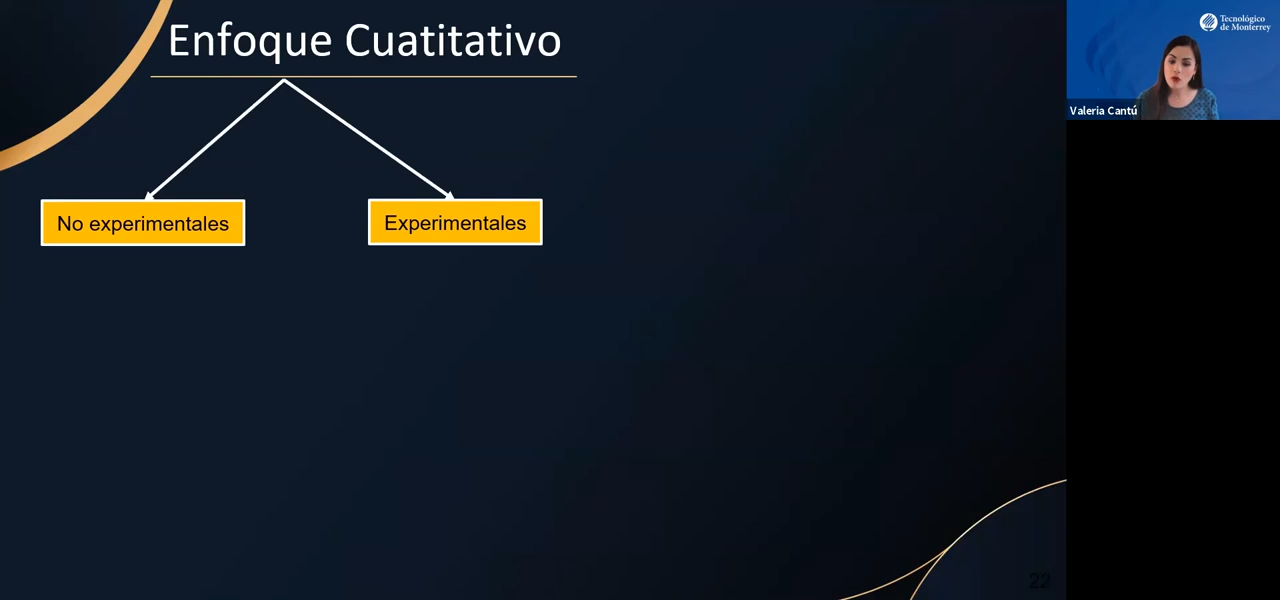 Enfoque Cuatitativo
No experimentales
Experimentales
22
Tecnológico
de Monterrey
Valeria Cantú